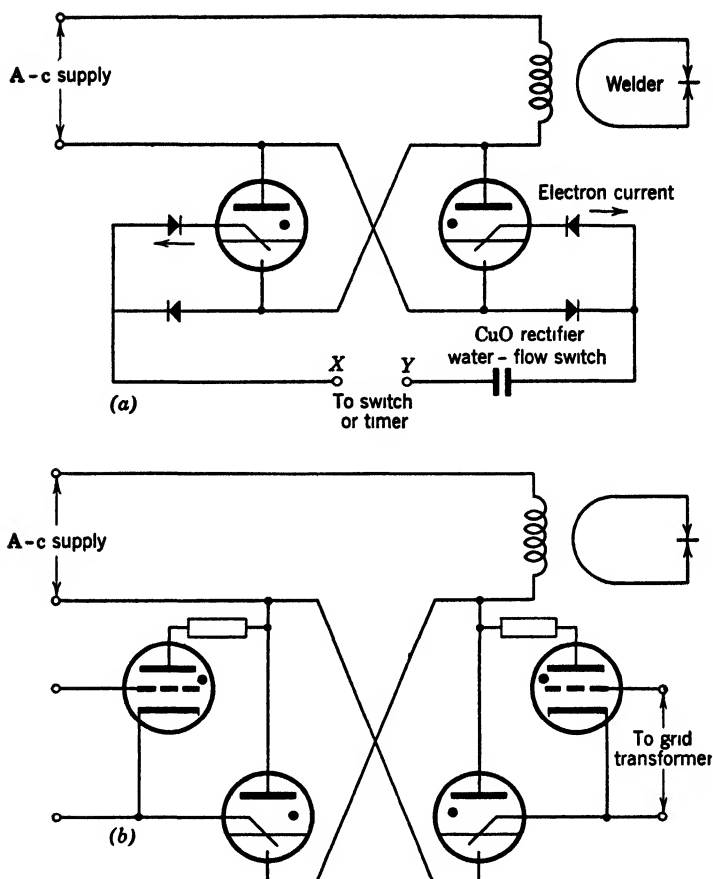 A-c supply
Welder
Electron current
CuO rectifier
water-flow switch
X
Y
To switch
or timer
(a)
A-c supply
To grid
transformer
(b)